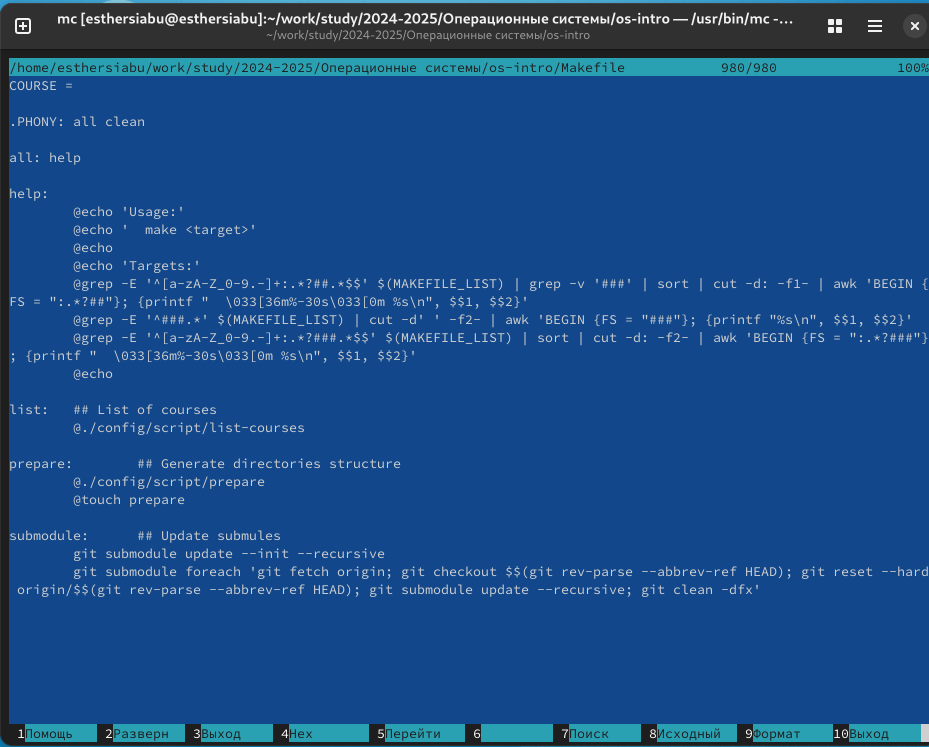 mc [esthersiabu@esthersiabu]:~/work/study/2024-2025/Операционные системы/os-intro — /usr/bin/mc -...
~/work/study/2024-2025/Операционные системы/os-intro
/home/esthersiabu/work/study/2024-2025/Операционные системы/os-intro/Makefile            980/980               100%
COURSE =
.PHONY: all clean
all: help
help:
        @echo 'Usage:'
        @echo '  make <target>'
        @echo
        @echo 'Targets:'
        @grep -E '^[a-zA-Z_0-9.-]+:.*?##.*$$' $(MAKEFILE_LIST) | grep -v '###' | sort | cut -d: -f1- | awk 'BEGIN {
FS = ":.*?##"}; {printf "  \033[36m%-30s\033[0m %s\n", $$1, $$2}'
        @grep -E '^###.*' $(MAKEFILE_LIST) | cut -d' ' -f2- | awk 'BEGIN {FS = "###"}; {printf "%s\n", $$1, $$2}'
        @grep -E '^[a-zA-Z_0-9.-]+:.*?###.*$$' $(MAKEFILE_LIST) | sort | cut -d: -f2- | awk 'BEGIN {FS = ":.*?###"}
; {printf "  \033[36m%-30s\033[0m %s\n", $$1, $$2}'
        @echo
list:   ## List of courses
        @./config/script/list-courses
prepare:        ## Generate directories structure
        @./config/script/prepare
        @touch prepare
submodule:      ## Update submules
        git submodule update --init --recursive
        git submodule foreach 'git fetch origin; git checkout $$(git rev-parse --abbrev-ref HEAD); git reset --hard
 origin/$$(git rev-parse --abbrev-ref HEAD); git submodule update --recursive; git clean -dfx'
1Помощь 2Разверн 3Выход 4Hex 5Перейти 6 7Поиск 8Исходный 9Формат 10Выход